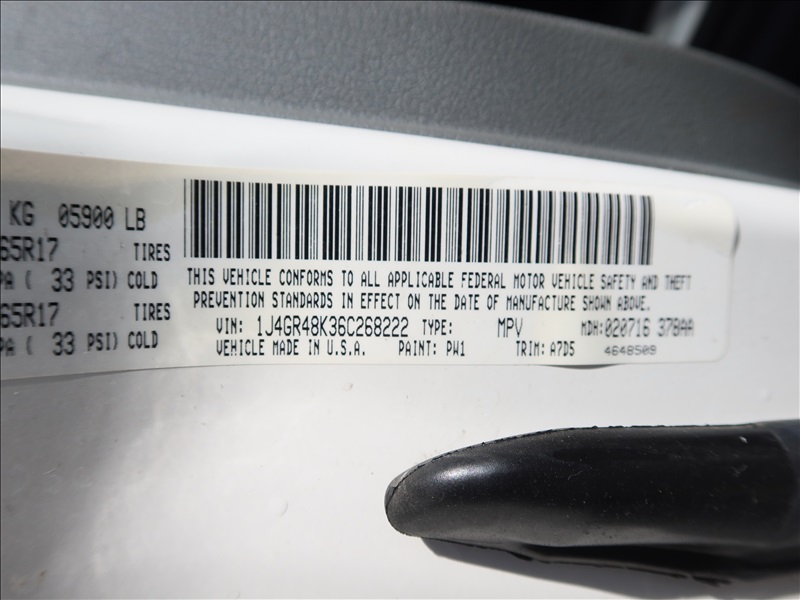 KG 05900 LB
65R17 TIRES
PA ( 33 PSI) COLD
65R17 TIRES
PA ( 33 PSI) COLD
THIS VEHICLE CONFORMS TO ALL APPLICABLE FEDERAL MOTOR VEHICLE SAFETY AND THEFT
PREVENTION STANDARDS IN EFFECT ON THE DATE OF MANUFACTURE SHOWN ABOVE.
VIN: 1J4GR48K36C268222 TYPE: MPV MDH:020716 378AA
VEHICLE MADE IN U.S.A. PAINT: PW1 TRIM: A7D5 4648509